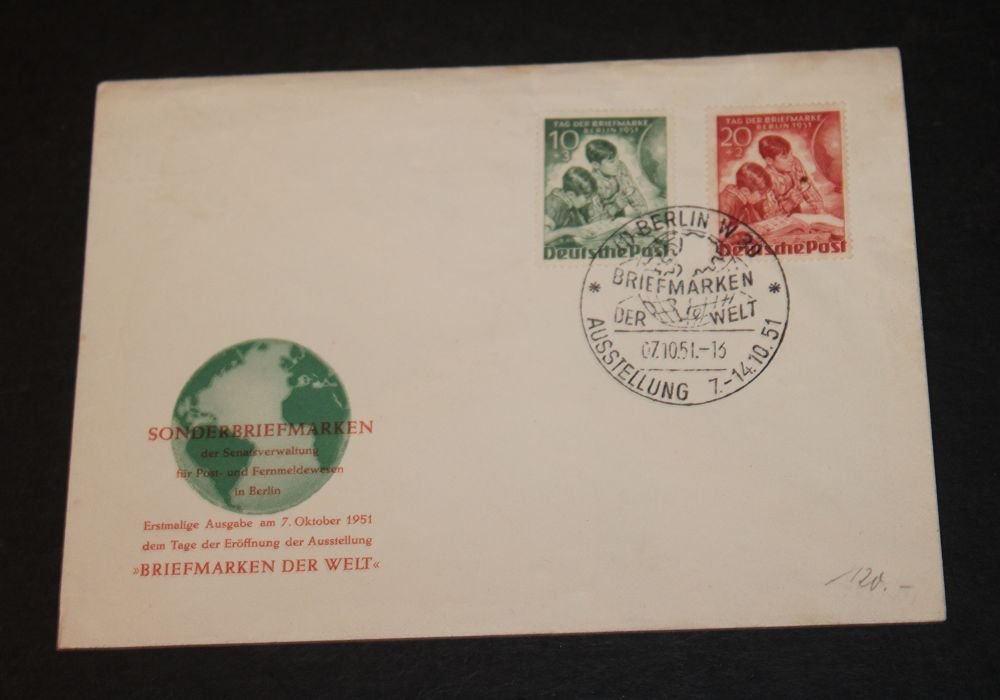 10
+3
TAG DER BRIEFMARKE
BERLIN 1951
Deutsche Post
20
+2
TAG DER BRIEFMARKE
BERLIN 1951
Deutsche Post
BERLIN W 30
BRIEFMARKEN
DER WELT
07.10.51.-16
* AUSSTELLUNG 7.-14.10.51 *
SONDERBRIEFMARKEN
der Senatsverwaltung
für Post- und Fernmeldewesen
in Berlin
Erstmalige Ausgabe am 7. Oktober 1951
dem Tage der Eröffnung der Ausstellung
»BRIEFMARKEN DER WELT«
120.-